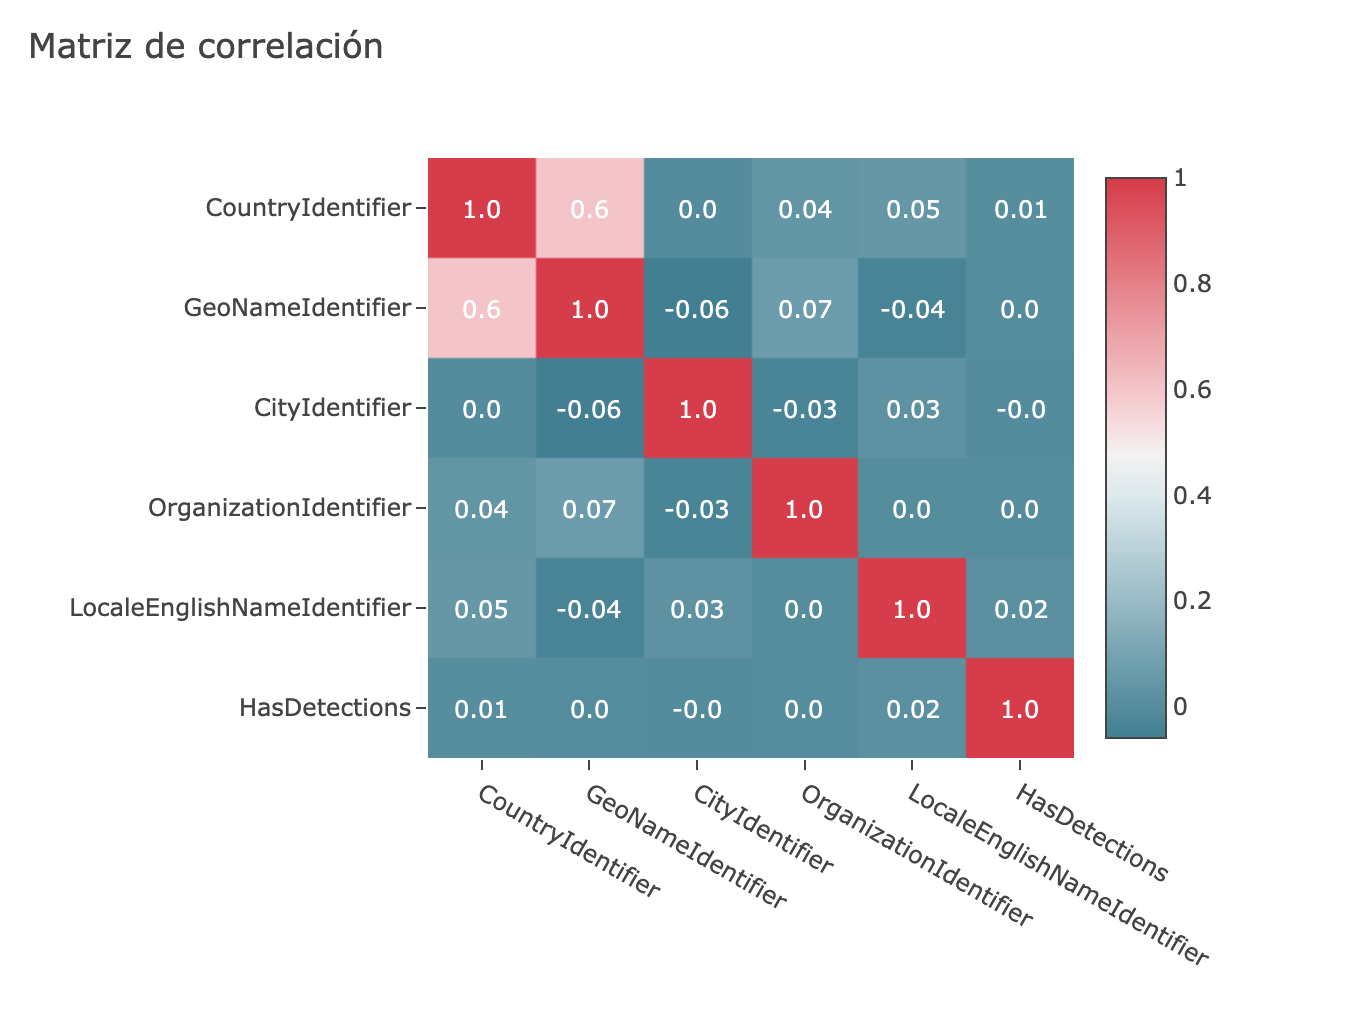 Matriz de correlación
CountryIdentifier 1.0 0.6 0.0 0.04 0.05 0.01
GeoNameIdentifier 0.6 1.0 -0.06 0.07 -0.04 0.0
CityIdentifier 0.0 -0.06 1.0 -0.03 0.03 -0.0
OrganizationIdentifier 0.04 0.07 -0.03 1.0 0.0 0.0
LocaleEnglishNameIdentifier 0.05 -0.04 0.03 0.0 1.0 0.02
HasDetections 0.01 0.0 -0.0 0.0 0.02 1.0
CountryIdentifier
GeoNameIdentifier
CityIdentifier
OrganizationIdentifier
LocaleEnglishNameIdentifier
HasDetections
1
0.8
0.6
0.4
0.2
0